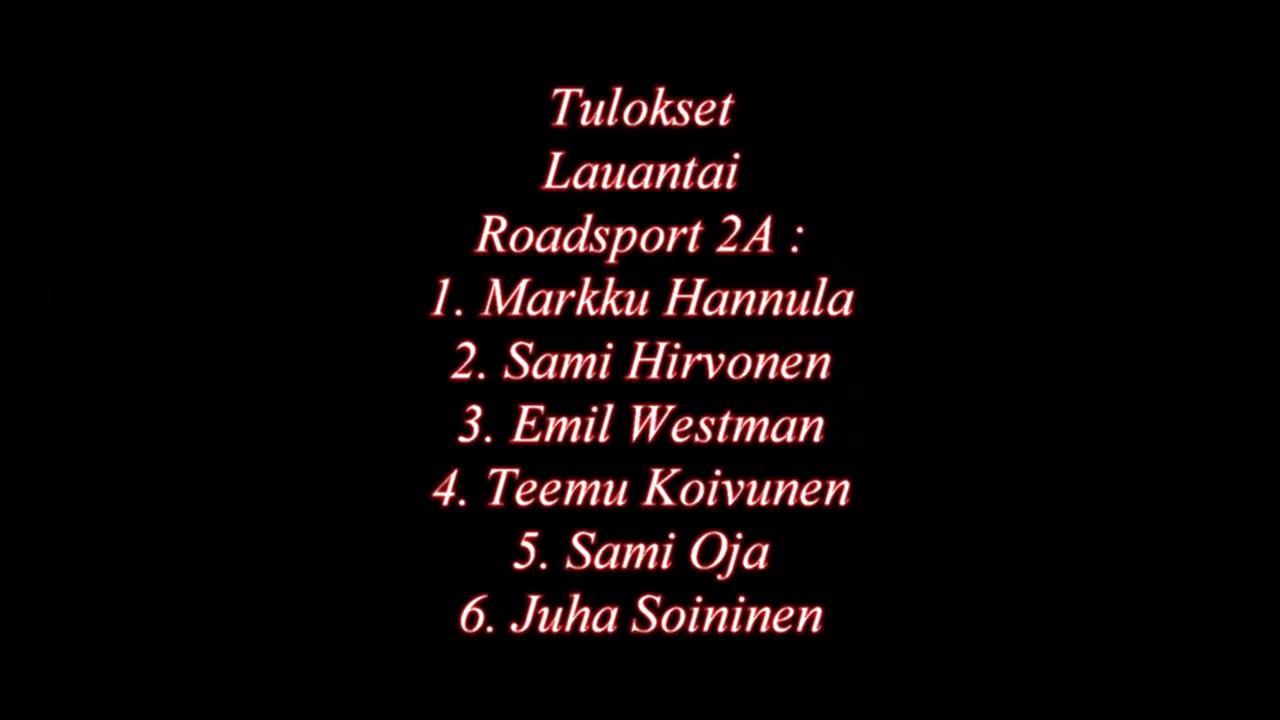 Tulokset
Lauantai
Roadsport 2A :
1. Markku Hannula
2. Sami Hirvonen
3. Emil Westman
4. Teemu Koivunen
5. Sami Oja
6. Juha Soininen